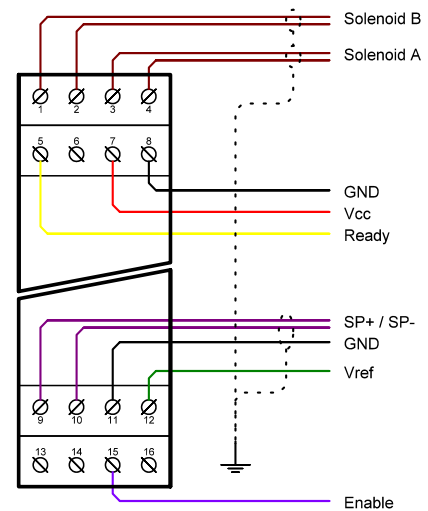 Solenoid B
Solenoid A
1 2 3 4
5 6 7 8
GND
Vcc
Ready
SP+ / SP-
GND
Vref
9 10 11 12
13 14 15 16
Enable